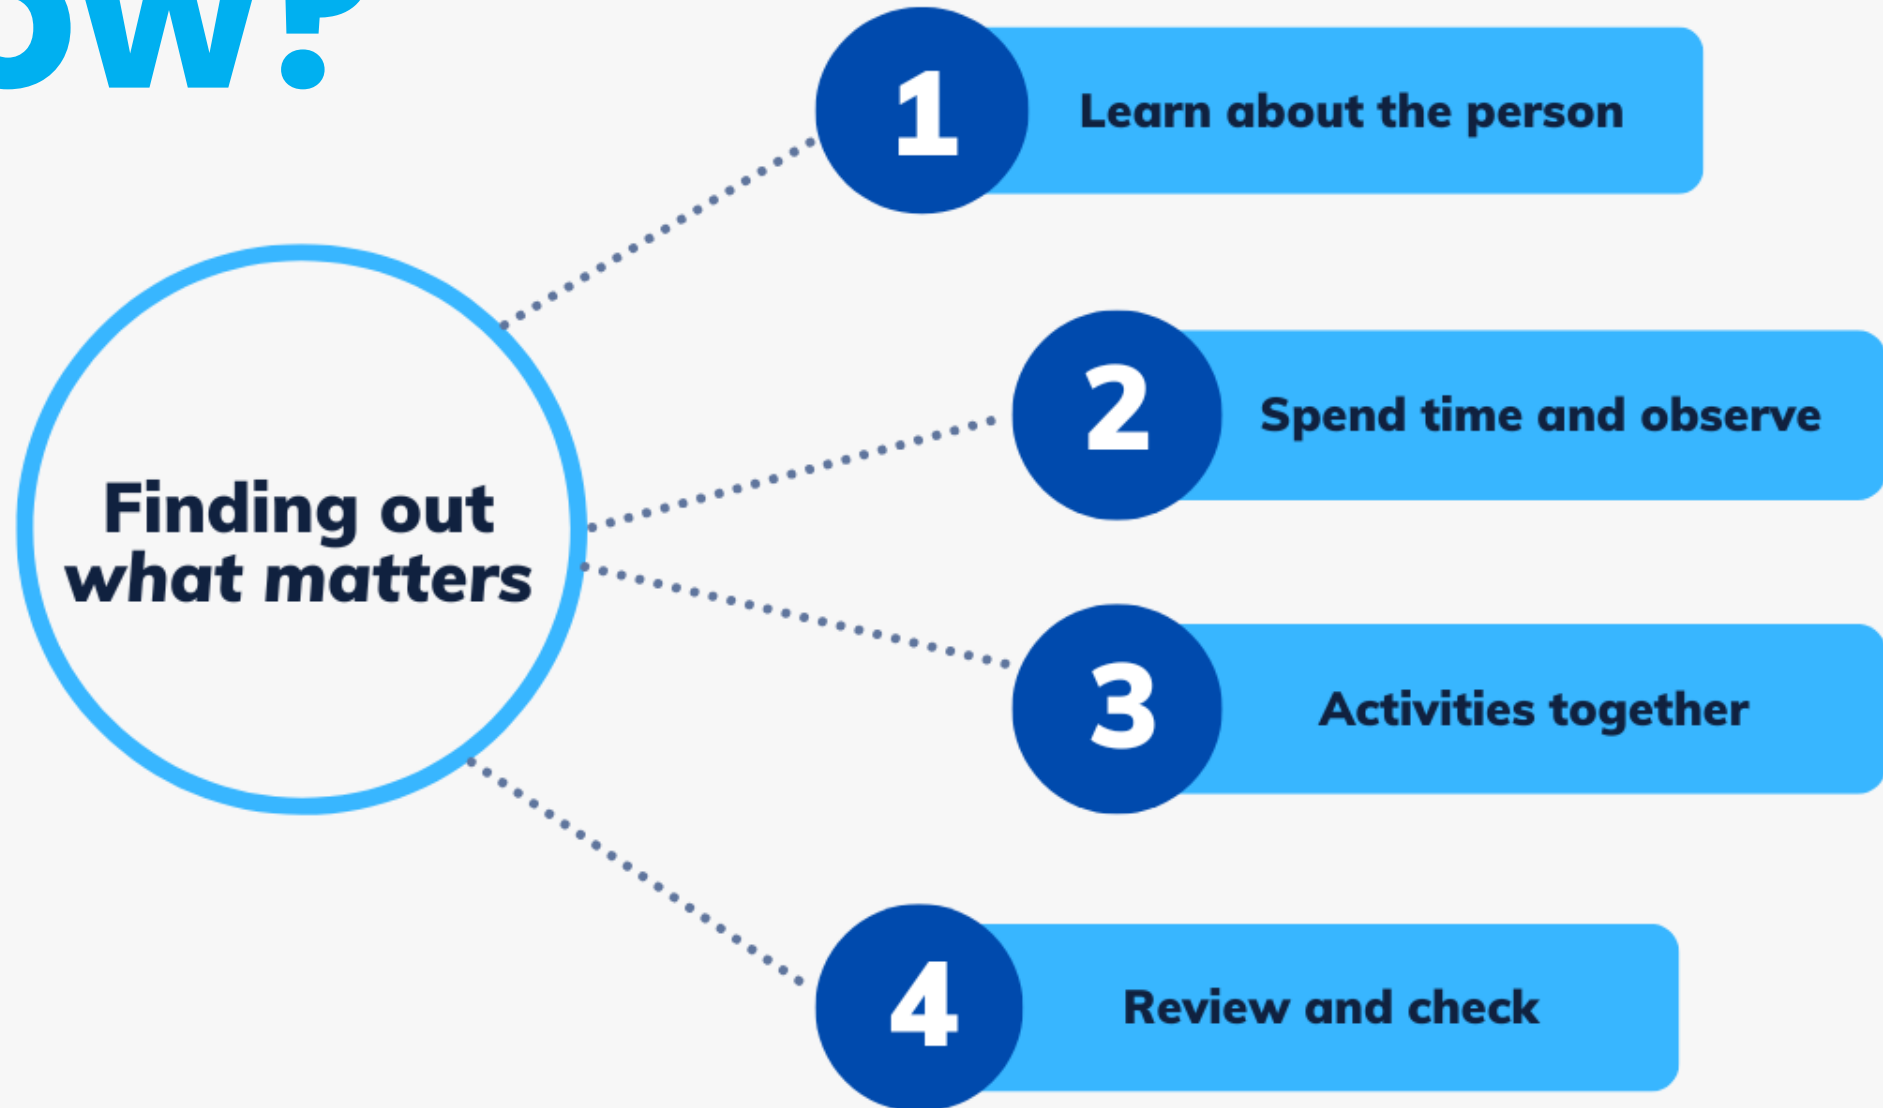 ow?
1
Learn about the person
2
Spend time and observe
Finding out
what matters
3
Activities together
4
Review and check